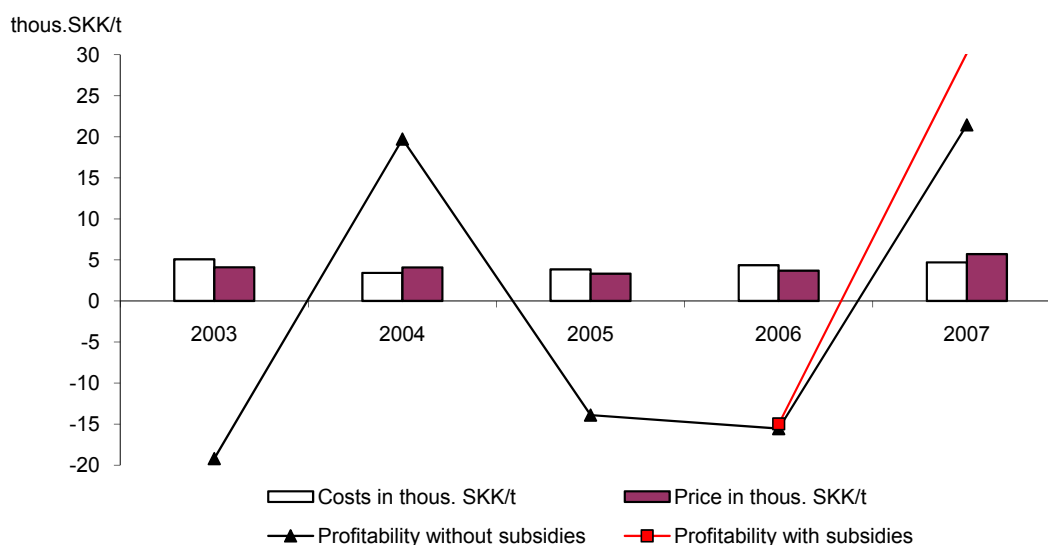 thous.SKK/t
30
25
20
15
10
5
0
2003 2004 2005 2006 2007
-5
-10
-15
-20
Costs in thous. SKK/t Price in thous. SKK/t
Profitability without subsidies Profitability with subsidies